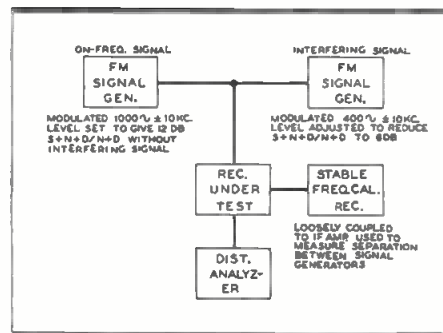 ON-FREQ. SIGNAL
FM
SIGNAL
GEN.
MODULATED 1000~ ±10KC.
LEVEL SET TO GIVE 12 DB
S+N+D/N+D WITHOUT
INTERFERING SIGNAL
INTERFERING SIGNAL
FM
SIGNAL
GEN.
MODULATED 400~ ±10KC.
LEVEL ADJUSTED TO REDUCE
S+N+D/N+D TO 6DB
REC.
UNDER
TEST
STABLE
FREQ.CAL.
REC.
LOOSELY COUPLED
TO IF AMP. USED TO
MEASURE SEPARATION
BETWEEN SIGNAL
GENERATORS
DIST.
ANALYZ-
ER